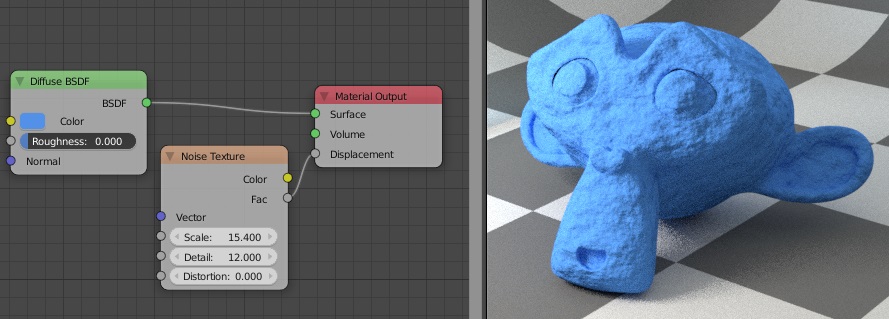 Diffuse BSDF
BSDF
Color
Roughness: 0.000
Normal
Noise Texture
Color
Fac
Vector
Scale: 15.400
Detail: 12.000
Distortion: 0.000
Material Output
Surface
Volume
Displacement